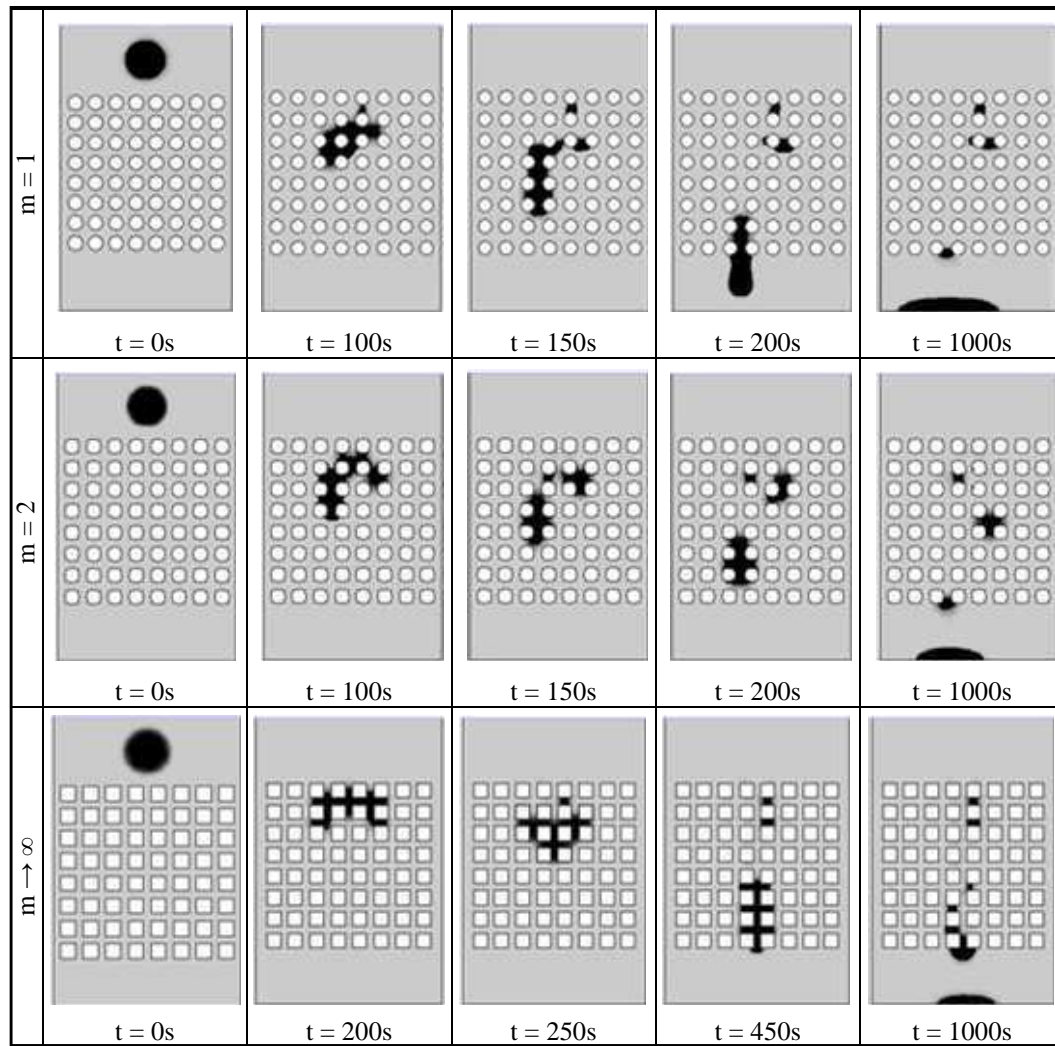 m = 1
t = 0s
t = 100s
t = 150s
t = 200s
t = 1000s
m = 2
t = 0s
t = 100s
t = 150s
t = 200s
t = 1000s
m → ∞
t = 0s
t = 200s
t = 250s
t = 450s
t = 1000s